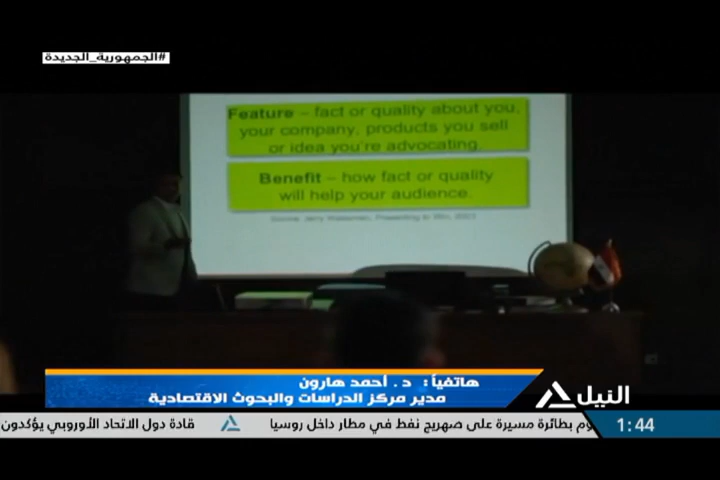 #الجمهورية_الجديدة
Feature – fact or quality about you,
your company, products you sell
or idea you're advocating.
Benefit – how fact or quality
will help your audience.
هاتفياً: د. أحمد هارون
مدير مركز الدراسات والبحوث الاقتصادية
النيل
وم بطائرة مسيرة على صهريج نفط في مطار داخل روسيا
قادة دول الاتحاد الأوروبي يؤكدون
1:44